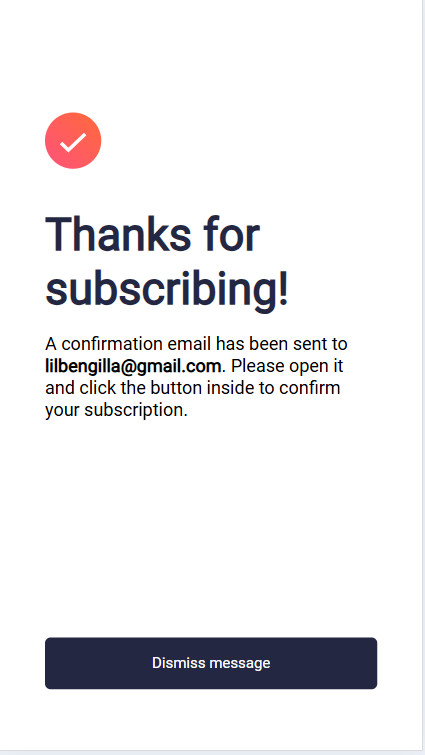 Thanks for
subscribing!
A confirmation email has been sent to
lilbengilla@gmail.com. Please open it
and click the button inside to confirm
your subscription.
Dismiss message